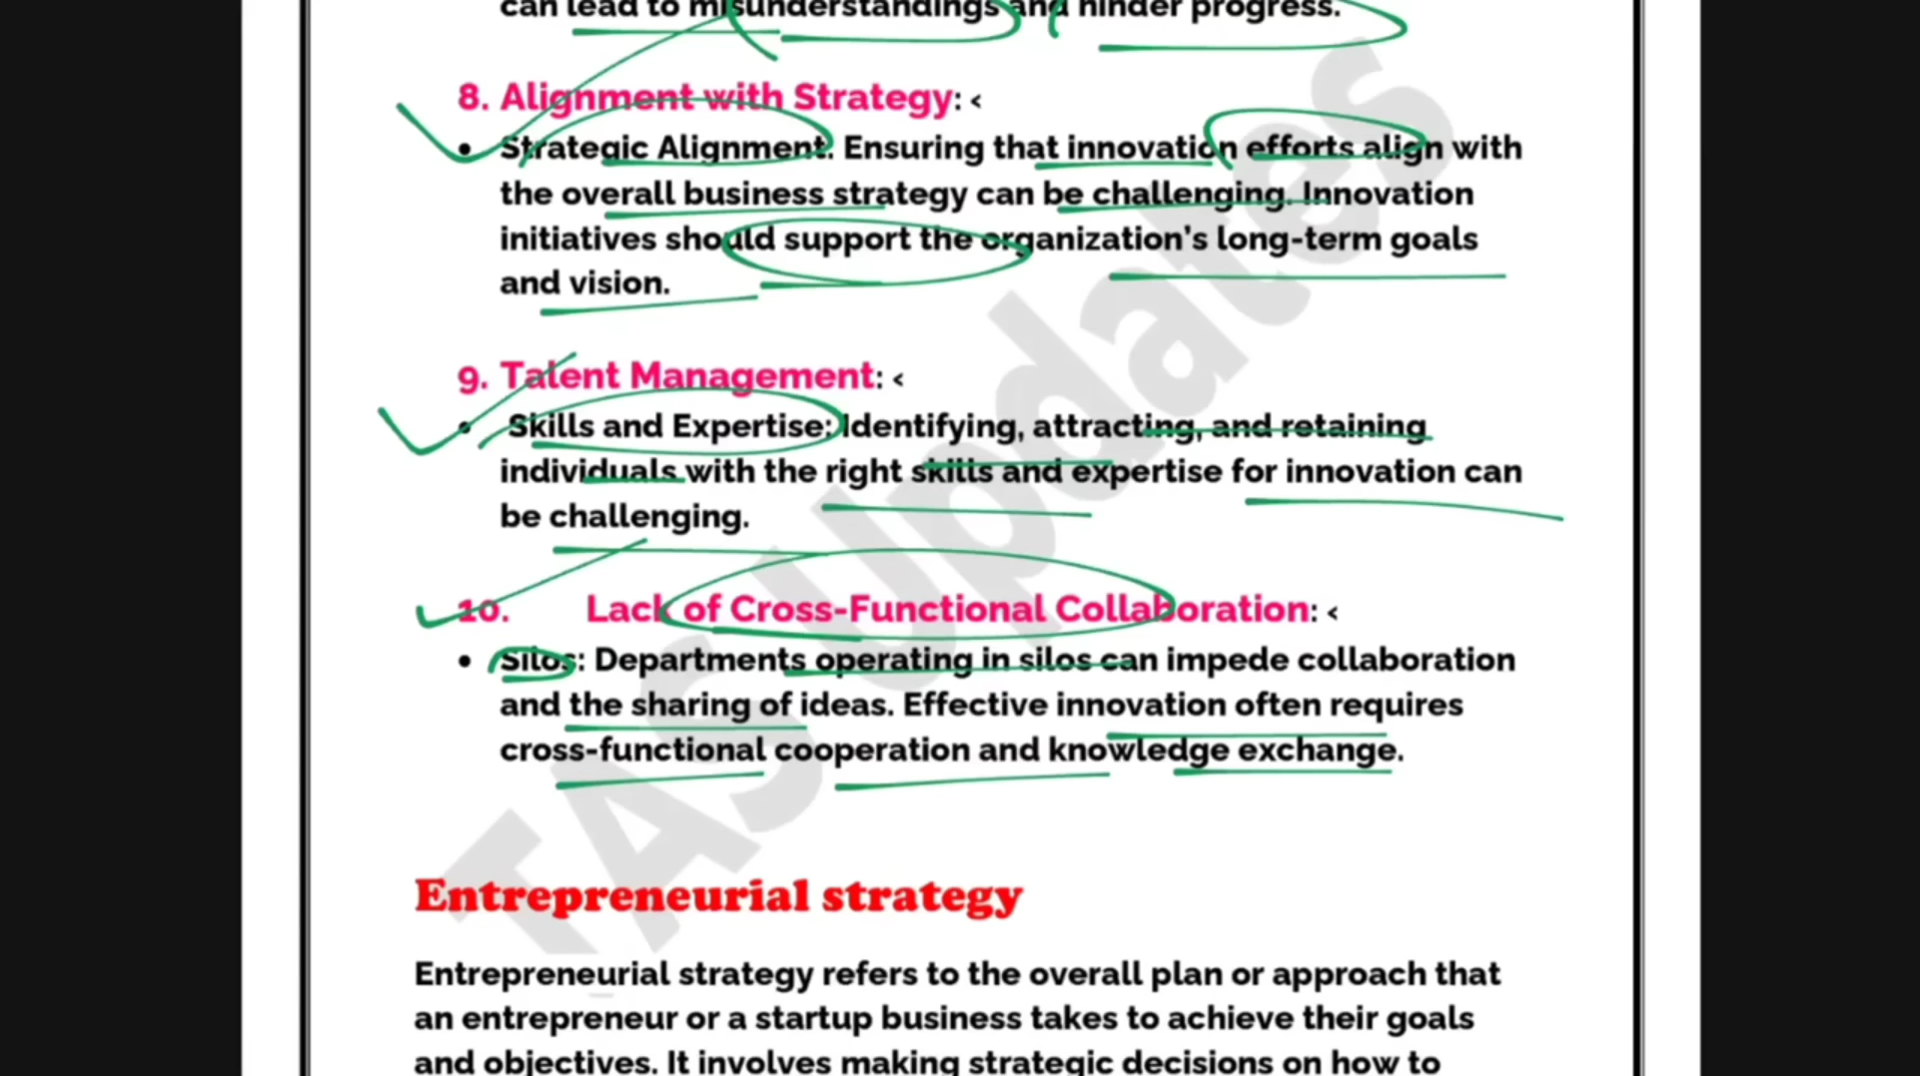 can lead to misunderstandings and hinder progress.
8. Alignment with Strategy: <
• Strategic Alignment: Ensuring that innovation efforts align with
the overall business strategy can be challenging. Innovation
initiatives should support the organization's long-term goals
and vision.
9. Talent Management: <
• Skills and Expertise: Identifying, attracting, and retaining
individuals with the right skills and expertise for innovation can
be challenging.
10. Lack of Cross-Functional Collaboration: <
• Silos: Departments operating in silos can impede collaboration
and the sharing of ideas. Effective innovation often requires
cross-functional cooperation and knowledge exchange.
TAS Updates
Entrepreneurial strategy
Entrepreneurial strategy refers to the overall plan or approach that
an entrepreneur or a startup business takes to achieve their goals
and objectives. It involves making strategic decisions on how to